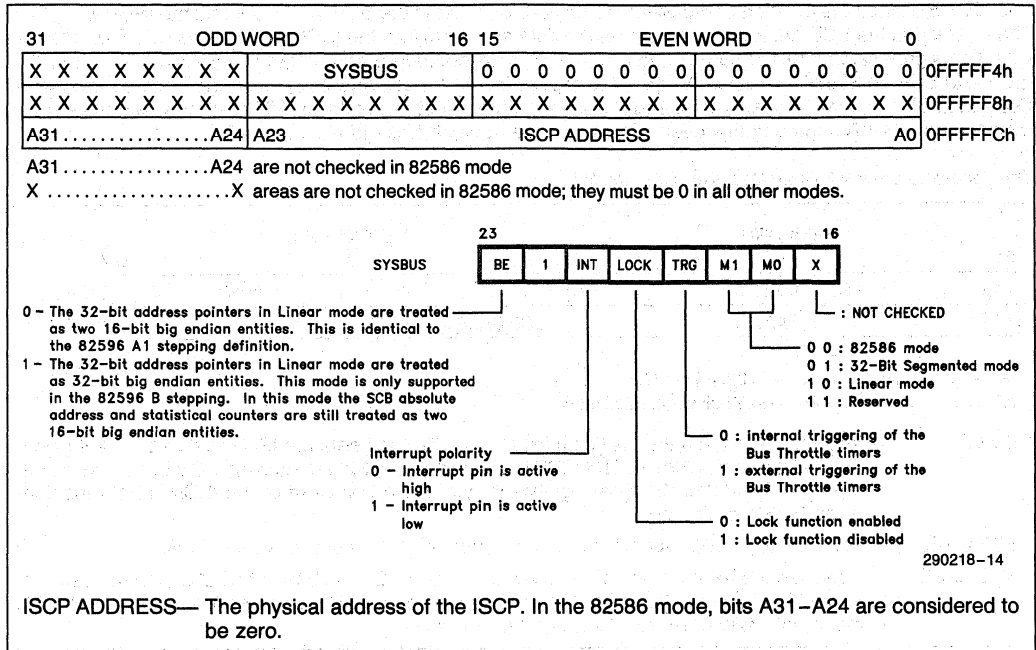 31 ODD WORD 16 15 EVEN WORD 0
X X X X X X X X SYSBUS 0 0 0 0 0 0 0 0 0 0 0 0 0 0 0 0 0FFFFF4h
X X X X X X X X X X X X X X X X X X X X X X X X X X X X X X X X 0FFFFF8h
A31 . . . . . . . . . . . . . . . . A24 A23 ISCP ADDRESS A0 0FFFFFCh
A31 . . . . . . . . . . . . . . . . A24 are not checked in 82586 mode
X . . . . . . . . . . . . . . . . . . . X areas are not checked in 82586 mode; they must be 0 in all other modes.
23 16
SYSBUS BE 1 INT LOCK TRG M1 M0 X
0 – The 32-bit address pointers in Linear mode are treated
as two 16-bit big endian entities. This is identical to
the 82596 A1 stepping definition.
1 – The 32-bit address pointers in Linear mode are treated
as 32-bit big endian entities. This mode is only supported
in the 82596 B stepping. In this mode the SCB absolute
address and statistical counters are still treated as two
16-bit big endian entities.
: NOT CHECKED
0 0 : 82586 mode
0 1 : 32-Bit Segmented mode
1 0 : Linear mode
1 1 : Reserved
0 : internal triggering of the
Bus Throttle timers
1 : external triggering of the
Bus Throttle timers
Interrupt polarity
0 – Interrupt pin is active
high
1 – Interrupt pin is active
low
0 : Lock function enabled
1 : Lock function disabled
290218–14
ISCP ADDRESS— The physical address of the ISCP. In the 82586 mode, bits A31–A24 are considered to
be zero.